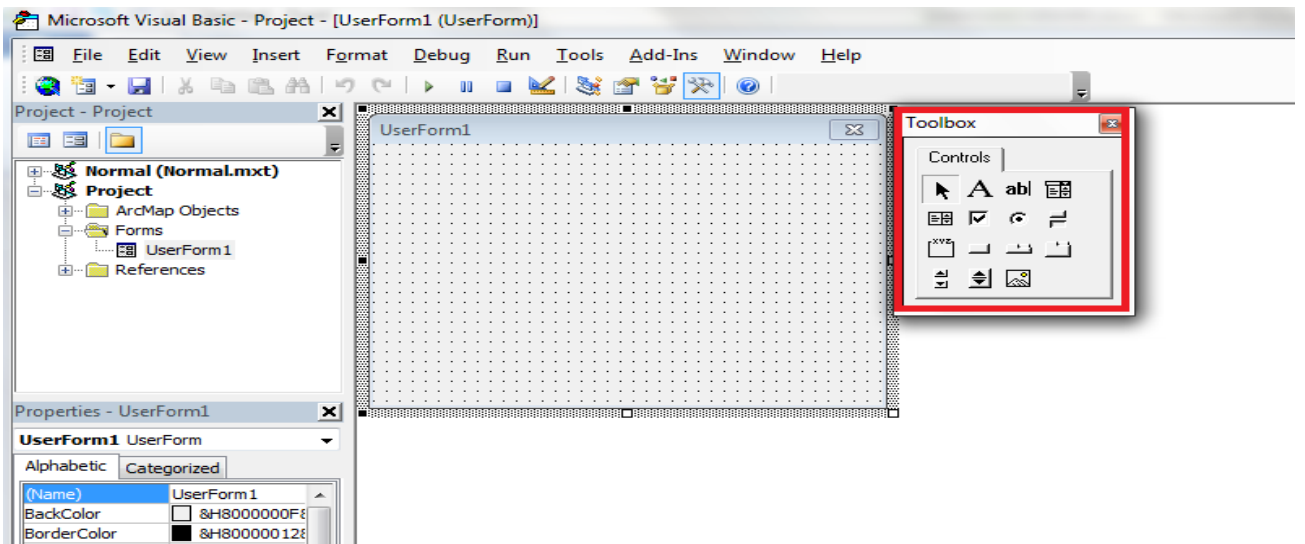 Microsoft Visual Basic - Project - [UserForm1 (UserForm)]
File Edit View Insert Format Debug Run Tools Add-Ins Window Help
Project - Project
Normal (Normal.mxt)
Project
ArcMap Objects
Forms
UserForm1
References
UserForm1
Toolbox
Controls
A ab|
XYZ
Properties - UserForm1
UserForm1 UserForm
Alphabetic Categorized
(Name) UserForm1
BackColor &H8000000F&
BorderColor &H80000012&